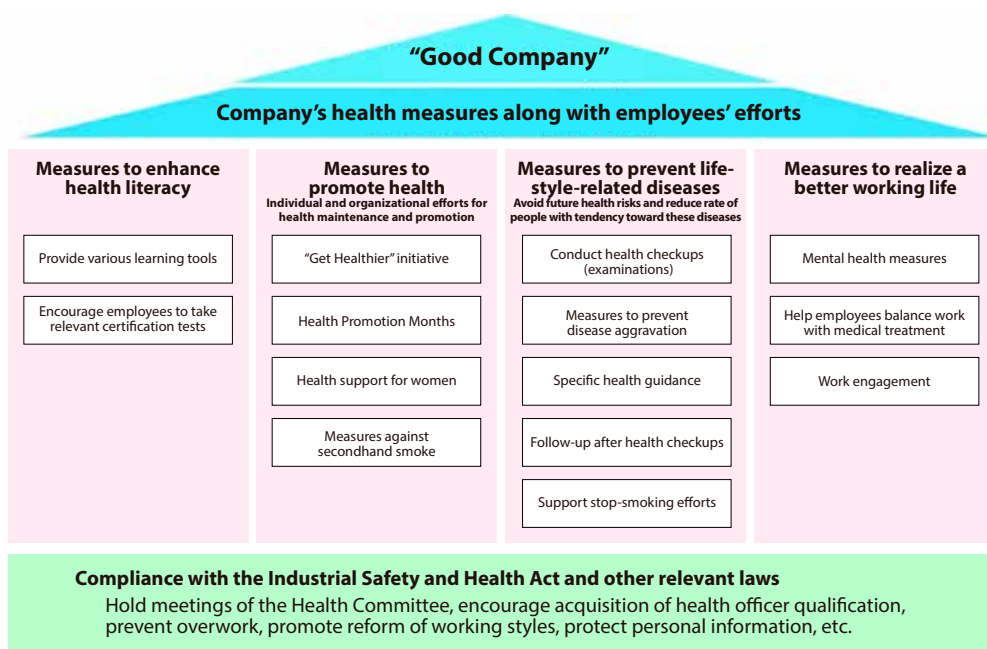 “Good Company”
Company’s health measures along with employees’ efforts
Measures to enhance
health literacy
Provide various learning tools
Encourage employees to take
relevant certification tests
Measures to
promote health
Individual and organizational efforts for
health maintenance and promotion
“Get Healthier” initiative
Health Promotion Months
Health support for women
Measures against
secondhand smoke
Measures to prevent life-
style-related diseases
Avoid future health risks and reduce rate of
people with tendency toward these diseases
Conduct health checkups
(examinations)
Measures to prevent
disease aggravation
Specific health guidance
Follow-up after health checkups
Support stop-smoking efforts
Measures to realize a
better working life
Mental health measures
Help employees balance work
with medical treatment
Work engagement
Compliance with the Industrial Safety and Health Act and other relevant laws
Hold meetings of the Health Committee, encourage acquisition of health officer qualification,
prevent overwork, promote reform of working styles, protect personal information, etc.